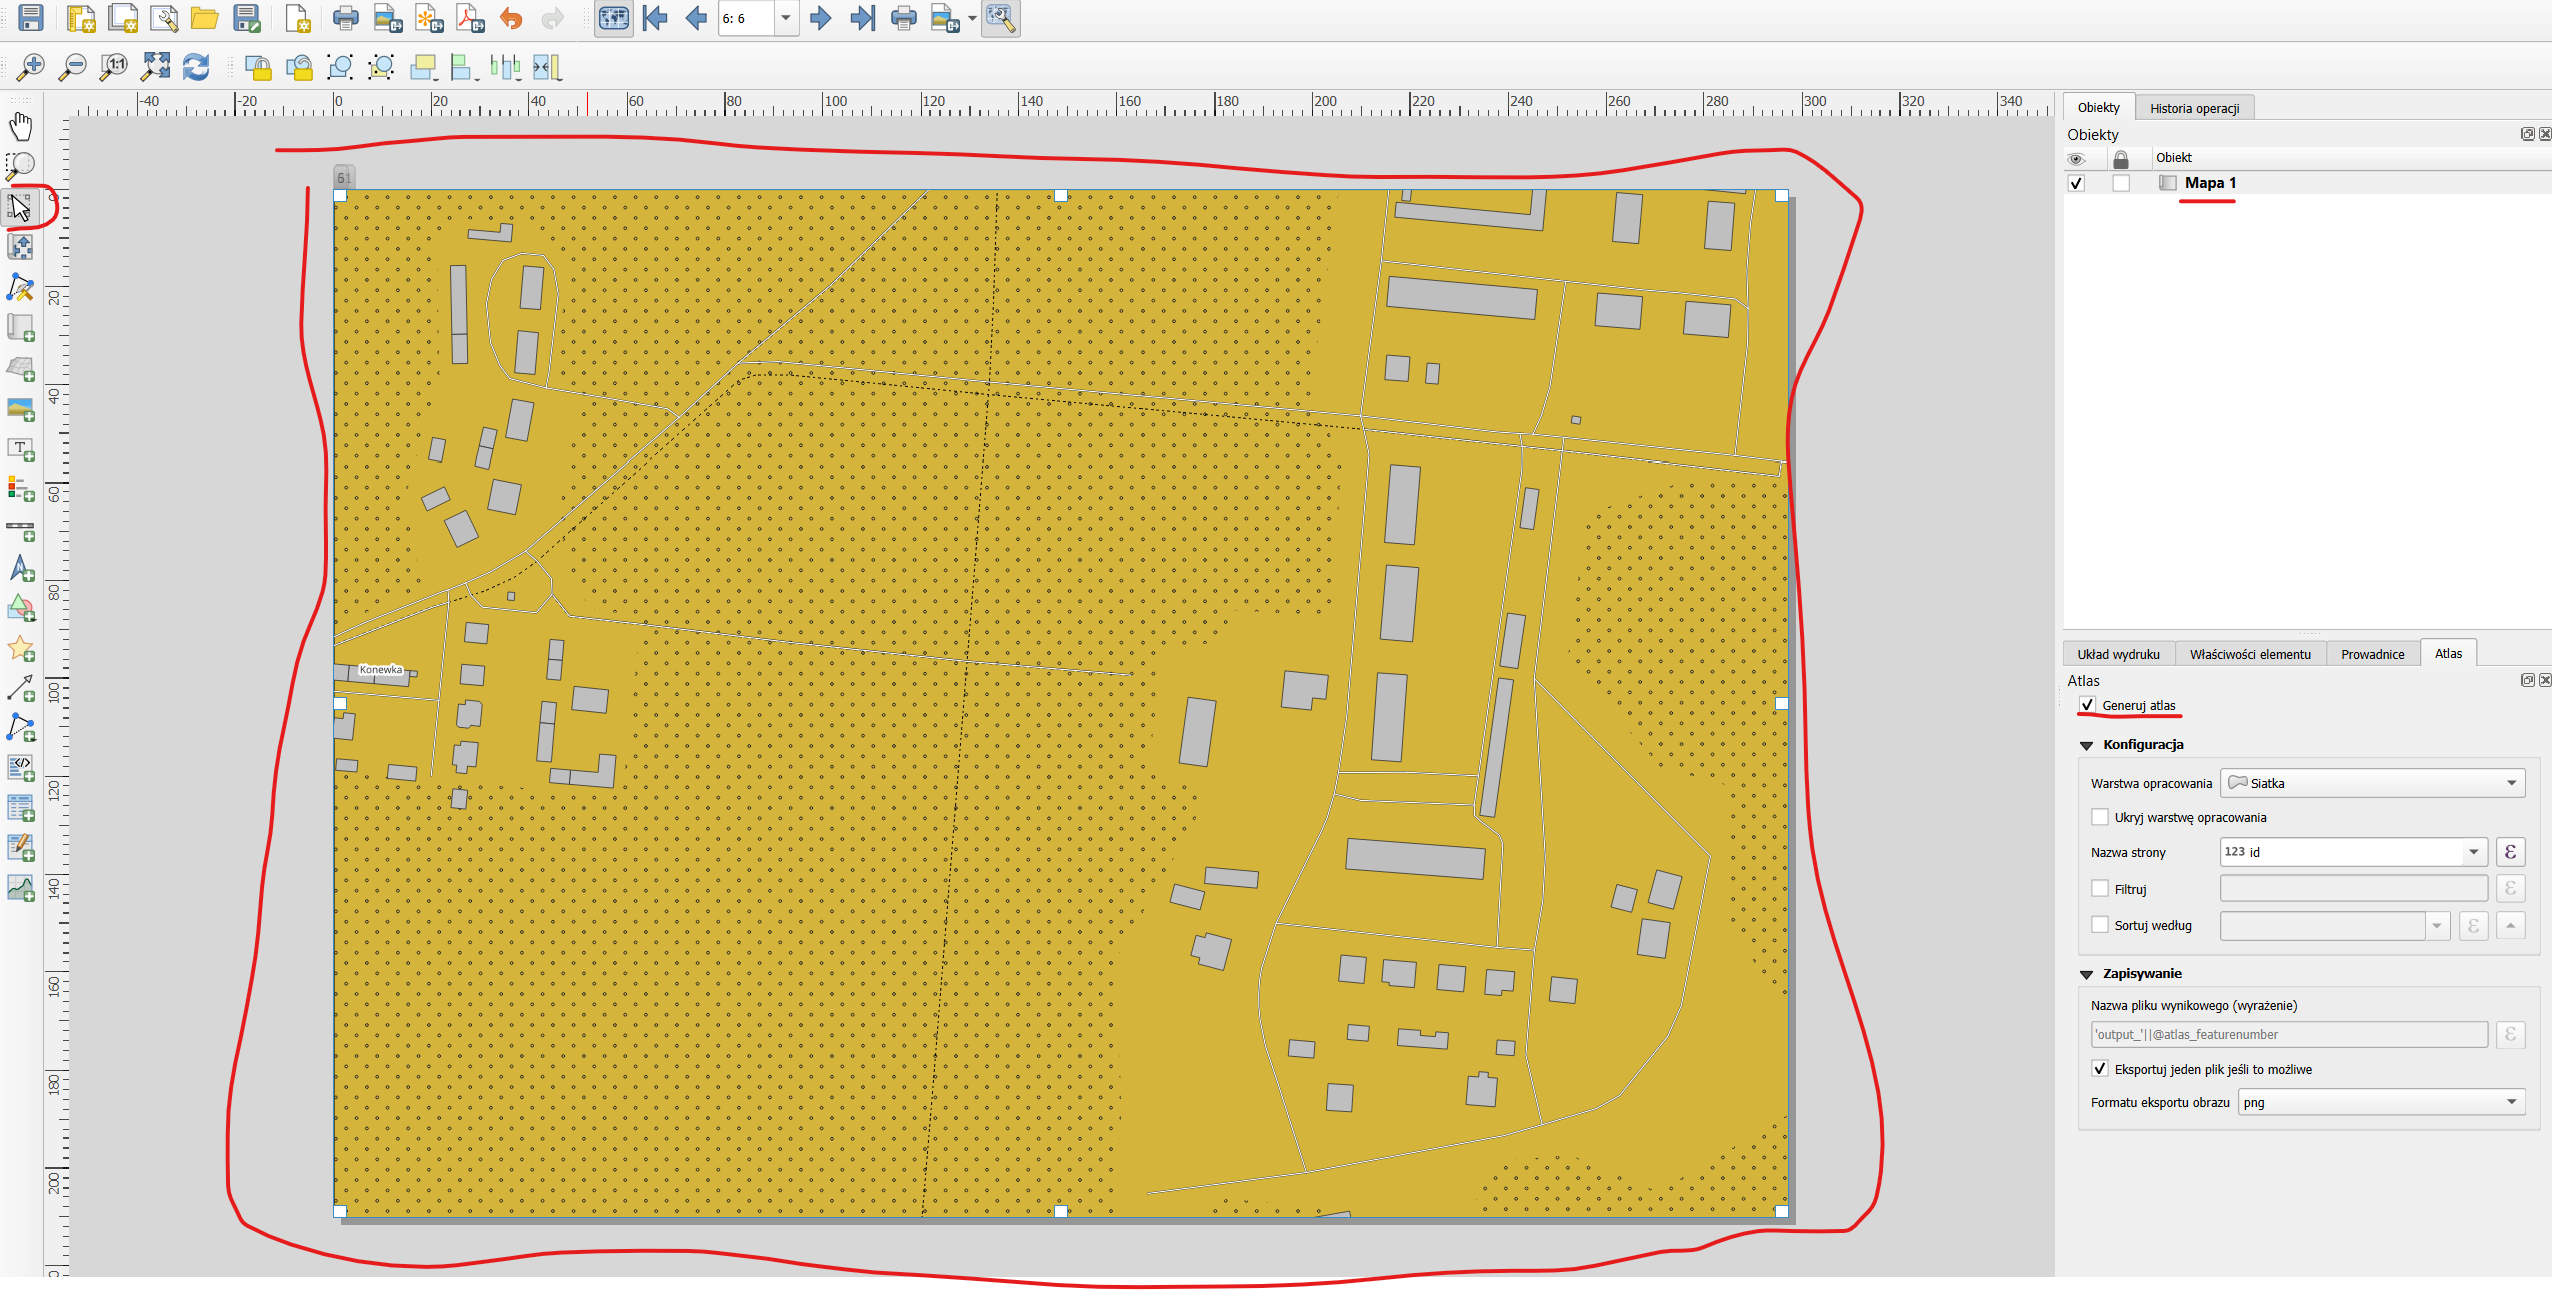 6: 6
1:1
-40 -20 0 20 40 60 80 100 120 140 160 180 200 220 240 260 280 300 320 340
0
20
40
60
80
100
120
140
160
180
200
T
Konewka
Obiekty Historia operacji
Obiekty
Obiekt
Mapa 1
Układ wydruku Właściwości elementu Prowadnice Atlas
Atlas
Generuj atlas
Konfiguracja
Warstwa opracowania Siatka
Ukryj warstwę opracowania
Nazwa strony 123 id ε
Filtruj ε
Sortuj według ε
Zapisywanie
Nazwa pliku wynikowego (wyrażenie)
'output_'||@atlas_featurenumber ε
Eksportuj jeden plik jeśli to możliwe
Formatu eksportu obrazu png